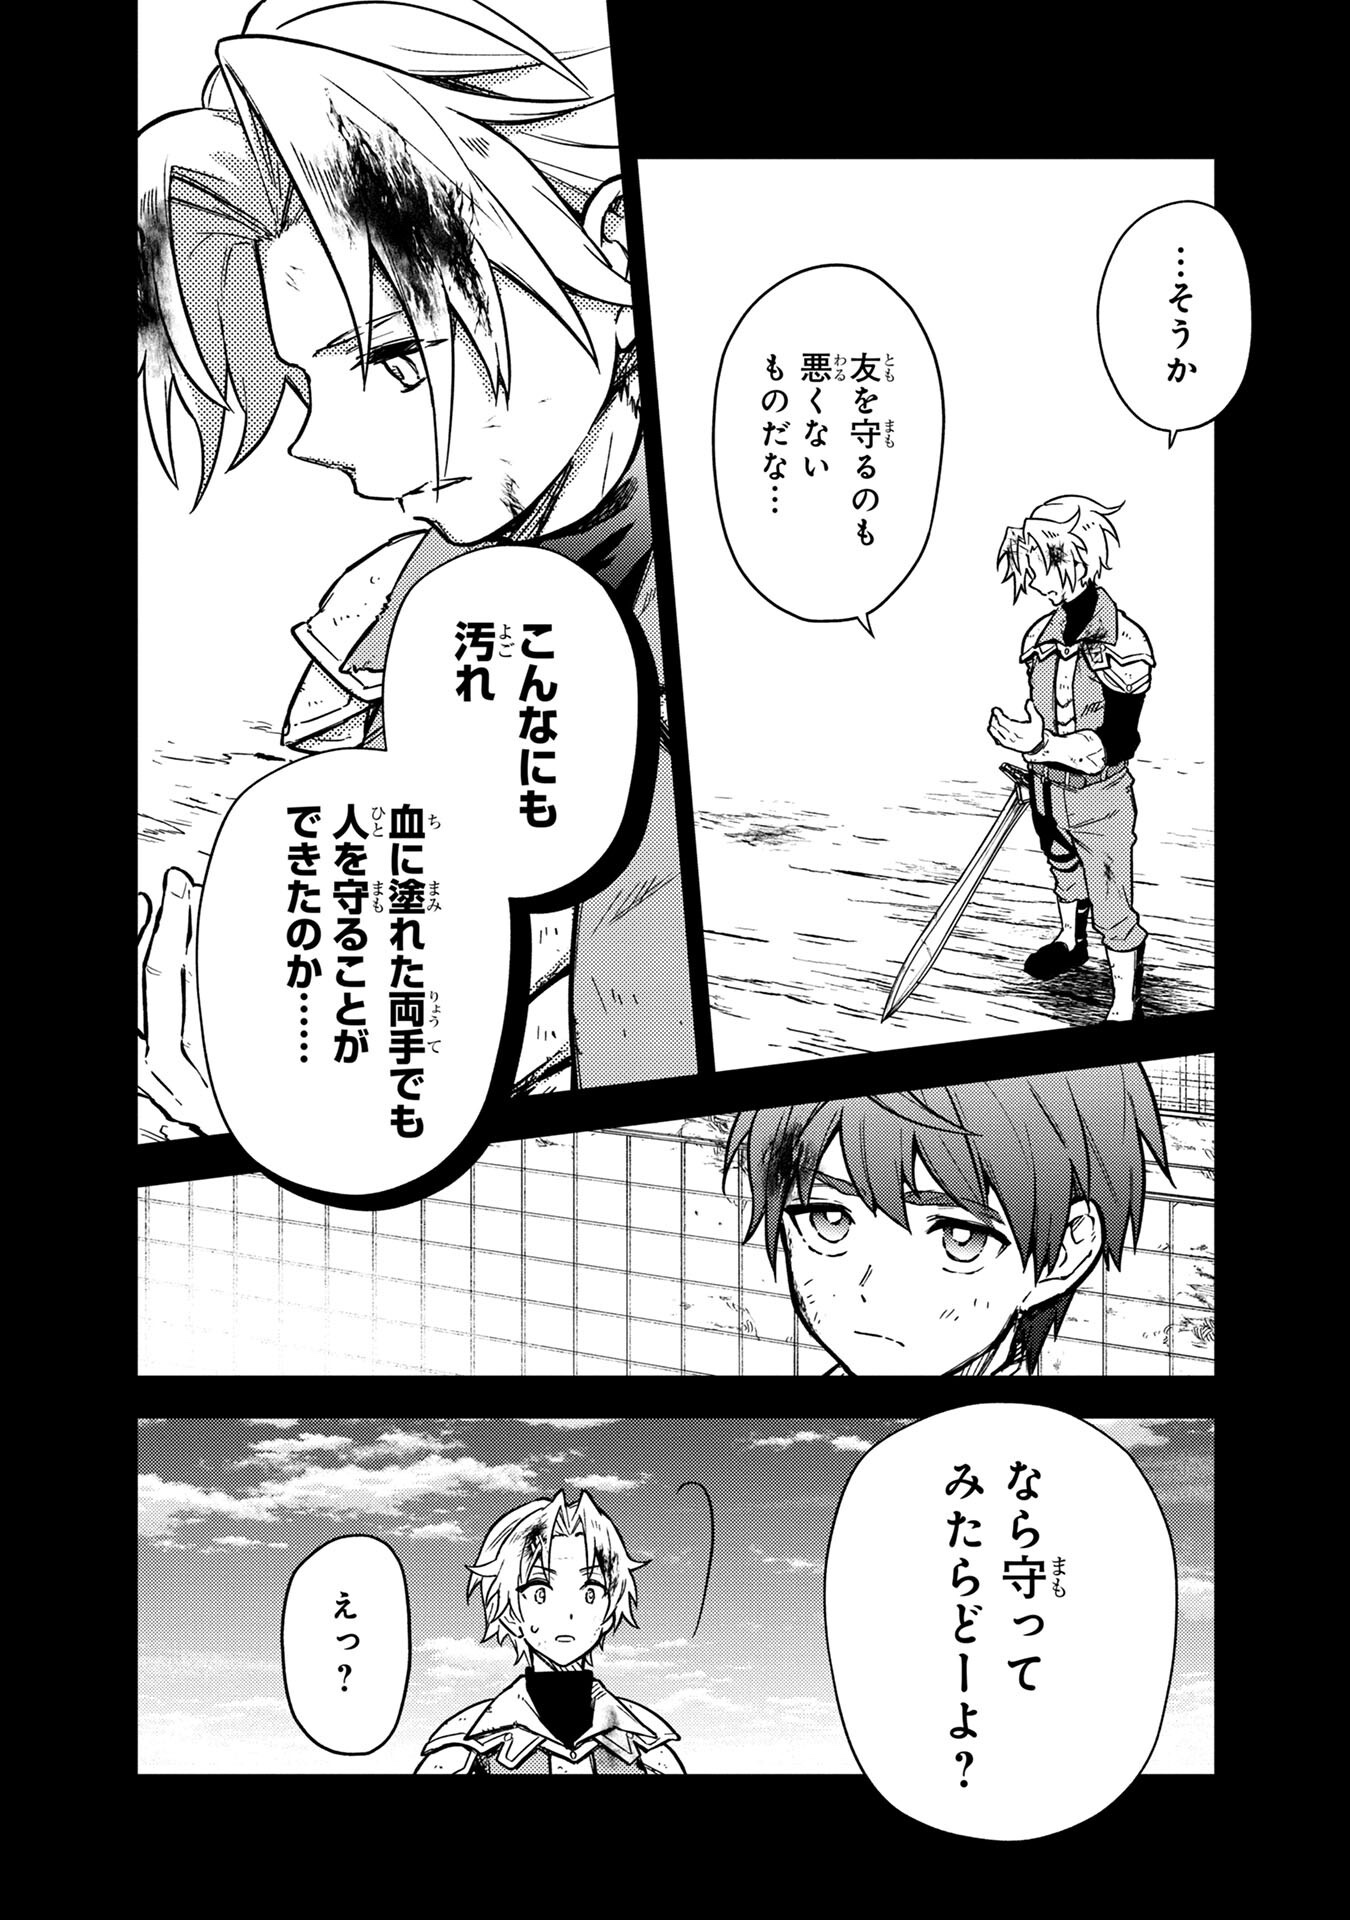 …そうか
友を守るのも
悪くない
ものだな…
こんなにも
汚れ
血に塗れた両手でも
人を守ることが
できたのか……
なら守って
みたらどーよ？
えっ？